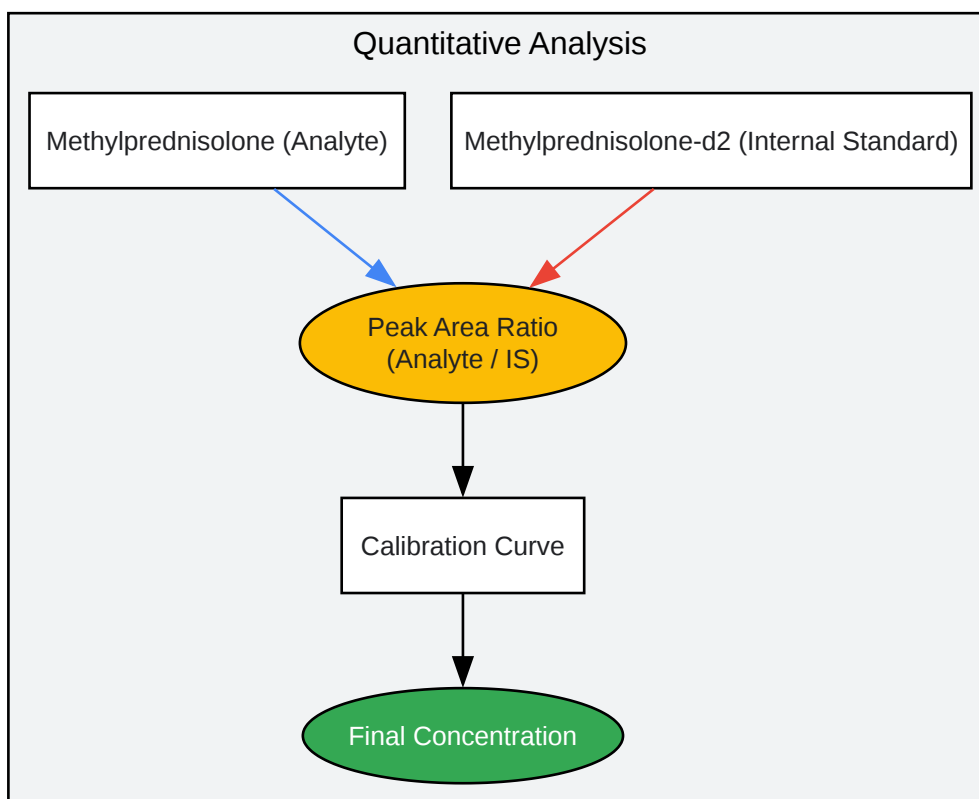 Quantitative Analysis
Methylprednisolone (Analyte)
Methylprednisolone-d2 (Internal Standard)
Peak Area Ratio
(Analyte / IS)
Calibration Curve
Final Concentration